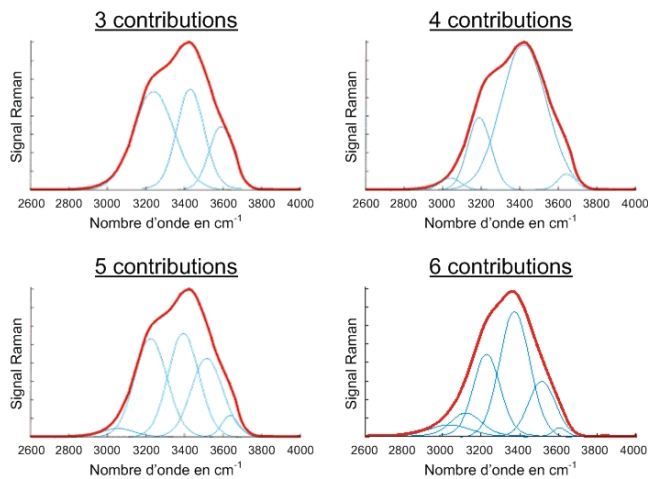 3 contributions
4 contributions
Signal Raman
Signal Raman
2600 2800 3000 3200 3400 3600 3800 4000
2600 2800 3000 3200 3400 3600 3800 4000
Nombre d'onde en cm⁻¹
Nombre d'onde en cm⁻¹
5 contributions
6 contributions
Signal Raman
Signal Raman
2600 2800 3000 3200 3400 3600 3800 4000
2600 2800 3000 3200 3400 3600 3800 4000
Nombre d'onde en cm⁻¹
Nombre d'onde en cm⁻¹